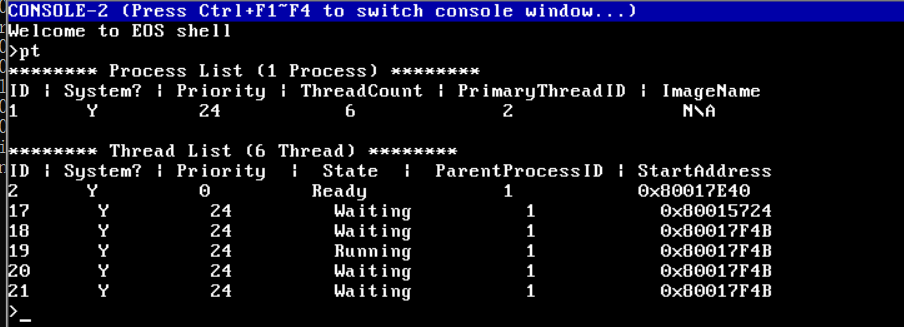 CONSOLE-2 (Press Ctrl+F1~F4 to switch console window...)
Welcome to EOS shell
>pt
******** Process List (1 Process) ********
ID | System? | Priority | ThreadCount | PrimaryThreadID | ImageName
1 Y 24 6 2 N\A
******** Thread List (6 Thread) ********
ID | System? | Priority | State | ParentProcessID | StartAddress
2 Y 0 Ready 1 0x80017E40
17 Y 24 Waiting 1 0x80015724
18 Y 24 Waiting 1 0x80017F4B
19 Y 24 Running 1 0x80017F4B
20 Y 24 Waiting 1 0x80017F4B
21 Y 24 Waiting 1 0x80017F4B
>_